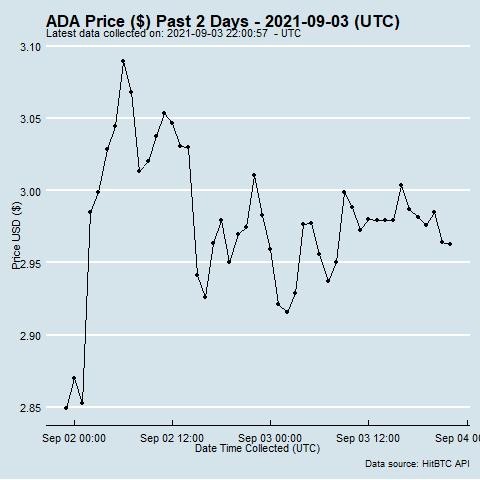 ADA Price ($) Past 2 Days - 2021-09-03 (UTC)
Latest data collected on: 2021-09-03 22:00:57 - UTC
3.10
3.05
3.00
2.95
2.90
2.85
Price USD ($)
Sep 02 00:00
Sep 02 12:00
Sep 03 00:00
Sep 03 12:00
Sep 04 0
Date Time Collected (UTC)
Data source: HitBTC API